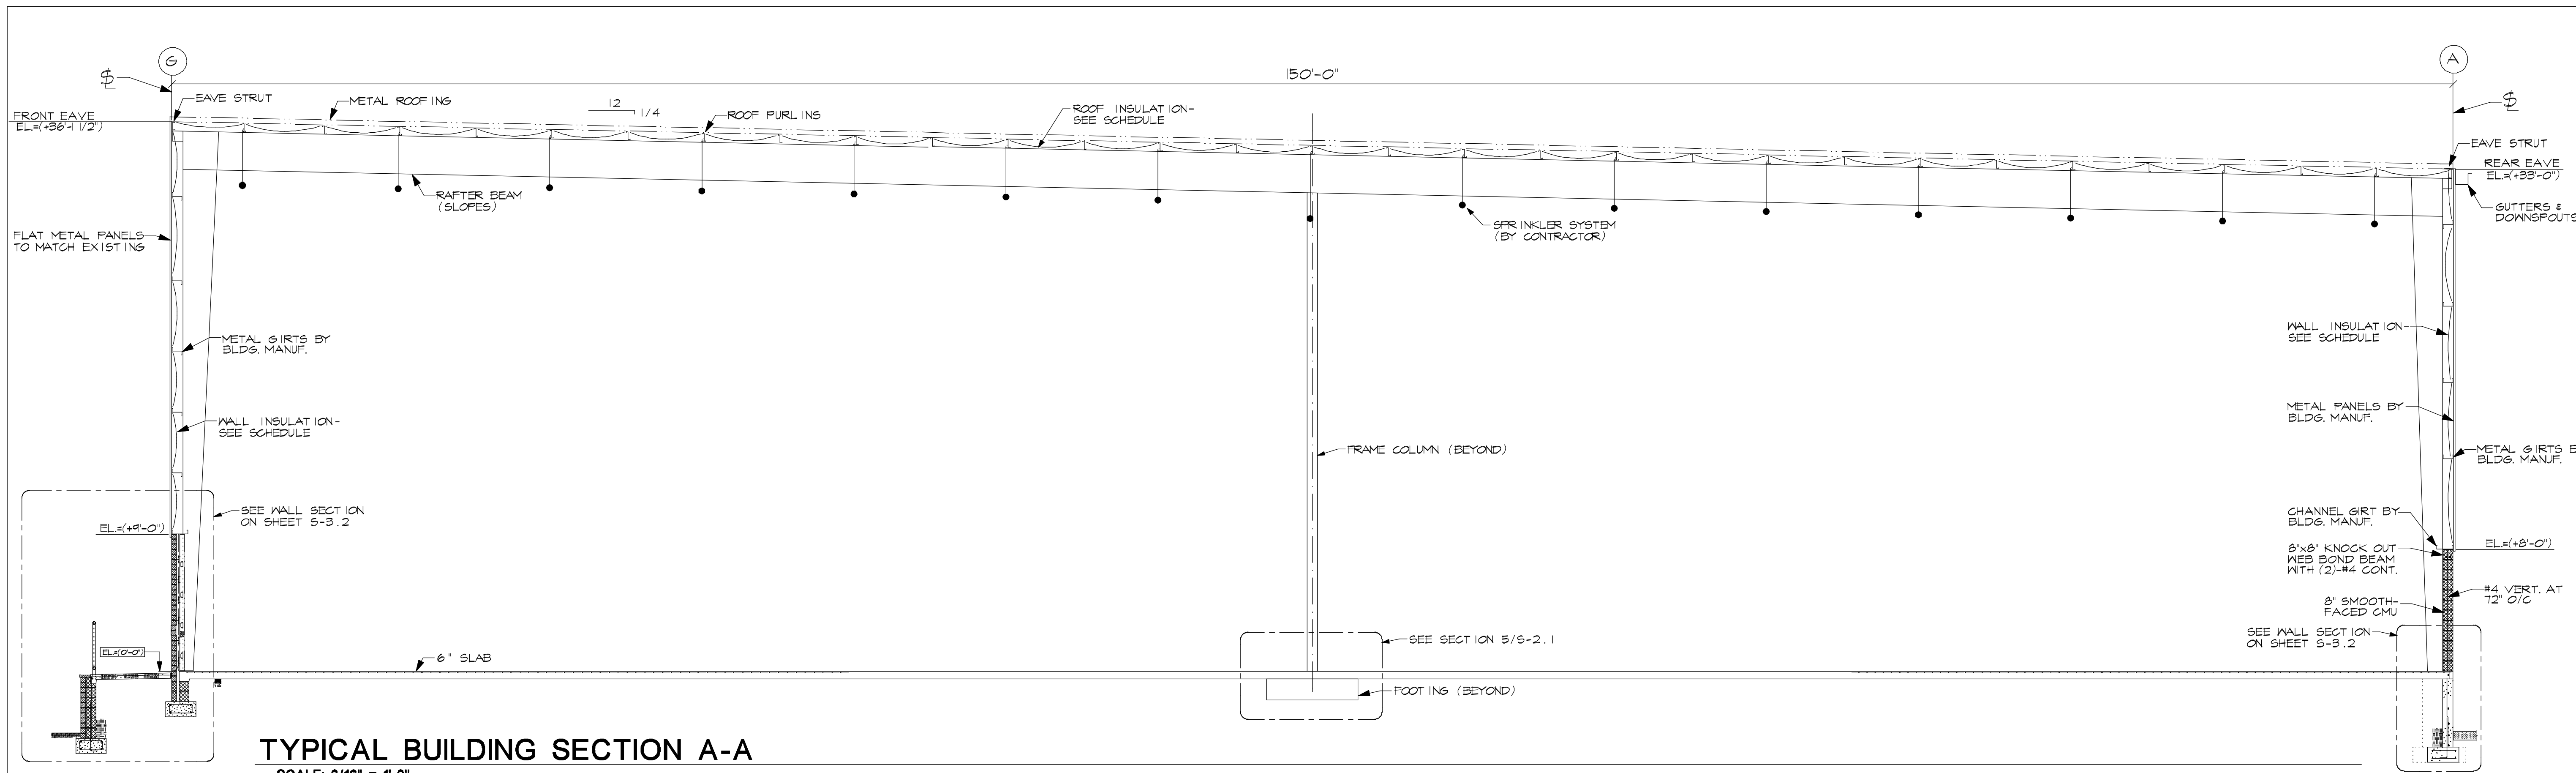 G
A
150'-0"
EAVE STRUT
METAL ROOFING
12
1/4
ROOF PURLINS
ROOF INSULATION-
SEE SCHEDULE
FRONT EAVE
EL=(+36'-1 1/2")
EAVE STRUT
REAR EAVE
EL.=(+33'-0")
RAFTER BEAM
(SLOPES)
SPRINKLER SYSTEM
(BY CONTRACTOR)
GUTTERS &
DOWNSPOUTS
FLAT METAL PANELS
TO MATCH EXISTING
METAL GIRTS BY
BLDG. MANUF.
WALL INSULATION-
SEE SCHEDULE
WALL INSULATION-
SEE SCHEDULE
METAL PANELS BY
BLDG. MANUF.
FRAME COLUMN (BEYOND)
METAL GIRTS B
BLDG. MANUF.
SEE WALL SECTION
ON SHEET S-3.2
EL.=(+9'-0")
CHANNEL GIRT BY
BLDG. MANUF.
EL.=(+8'-0")
8"x8" KNOCK OUT
WEB BOND BEAM
WITH (2)-#4 CONT.
#4 VERT. AT
72" O/C
8" SMOOTH-
FACED CMU
SEE WALL SECTION
ON SHEET S-3.2
SEE SECTION 5/S-2.1
EL.=(0'-0")
6" SLAB
FOOTING (BEYOND)
TYPICAL BUILDING SECTION A-A